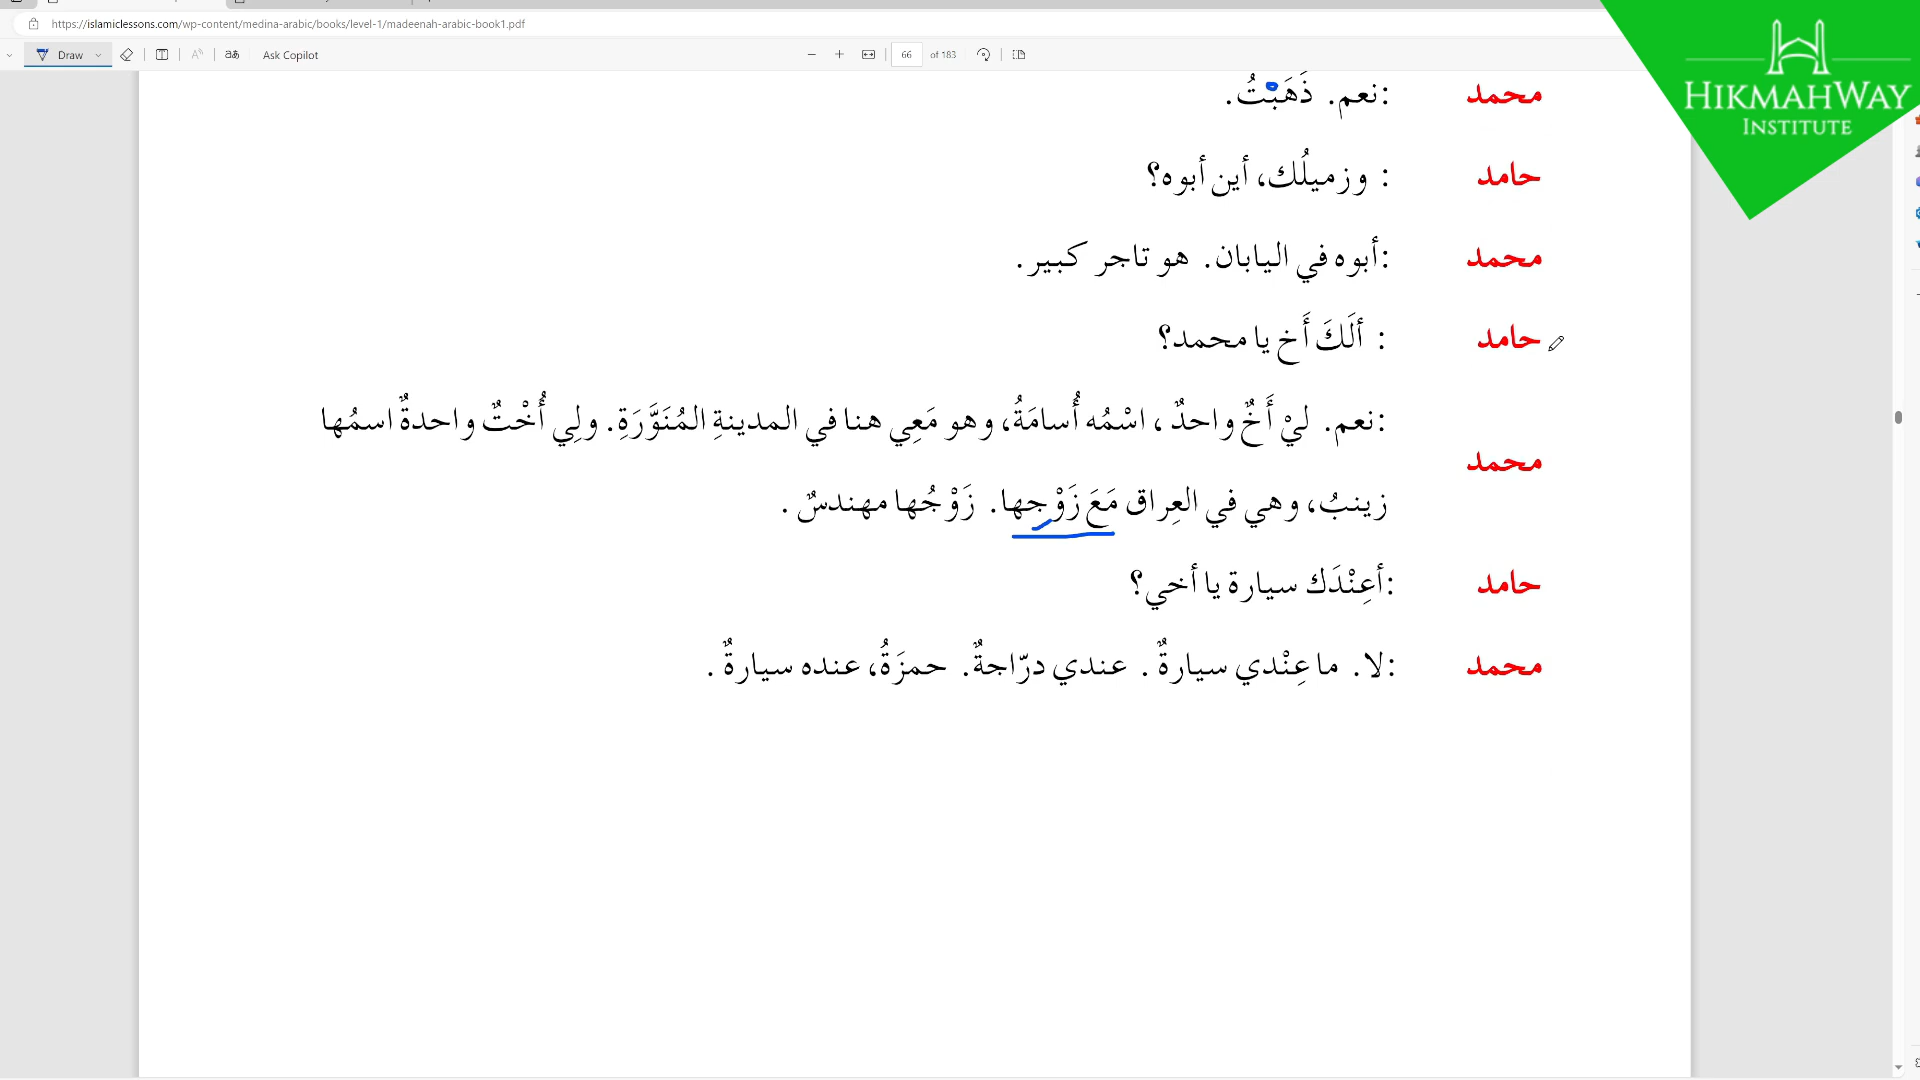 https://islamiclessons.com/wp-content/medina-arabic/books/level-1/madeenah-arabic-book1.pdf
Draw
Ask Copilot
66 of 183
HIKMAHWAY
INSTITUTE
محمد :نعم. ذَهَبْتُ.
حامد : وزميلُك، أين أبوه؟
محمد :أبوه في اليابان. هو تاجر كبير.
حامد : ألَكَ أَخ يا محمد؟
محمد :نعم. ليْ أَخٌ واحدٌ ، اسْمُه أُسامَةُ، وهو مَعِي هنا في المدينةِ المُنَوَّرَةِ. ولِي أُخْتٌ واحدةٌ اسمُها
زينبُ، وهي في العِراق مَعَ زَوْجِها. زَوْجُها مهندسٌ .
حامد :أعِنْدَك سيارة يا أخي؟
محمد :لا. ما عِنْدي سيارةٌ . عندي درّاجةٌ. حمزَةُ، عنده سيارةٌ .